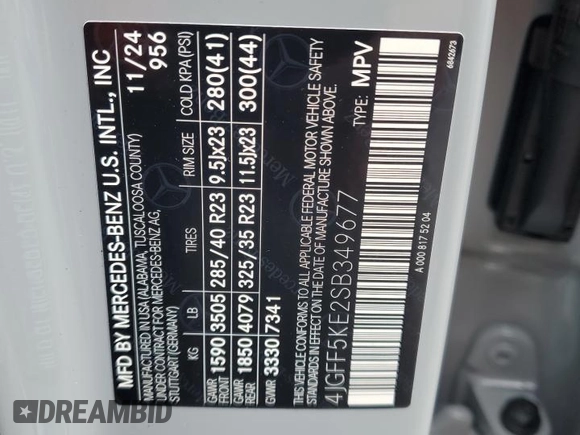 MFD BY MERCEDES-BENZ U.S. INTL., INC
MANUFACTURED IN USA (ALABAMA, TUSCALOOSA COUNTY)
UNDER CONTRACT FOR MERCEDES-BENZ AG,
STUTTGART (GERMANY)
11/24
956
KG LB TIRES RIM SIZE COLD KPA (PSI)
GAWR FRONT 1590 3505 285/40 R23 9.5Jx23 280(41)
GAWR REAR 1850 4079 325/35 R23 11.5Jx23 300(44)
GVWR 3330 7341
THIS VEHICLE CONFORMS TO ALL APPLICABLE FEDERAL MOTOR VEHICLE SAFETY
STANDARDS IN EFFECT ON THE DATE OF MANUFACTURE SHOWN ABOVE.
4JGFF5KE2SB349677 TYPE: MPV
A 000 817 52 04
6842673
DREAMBID